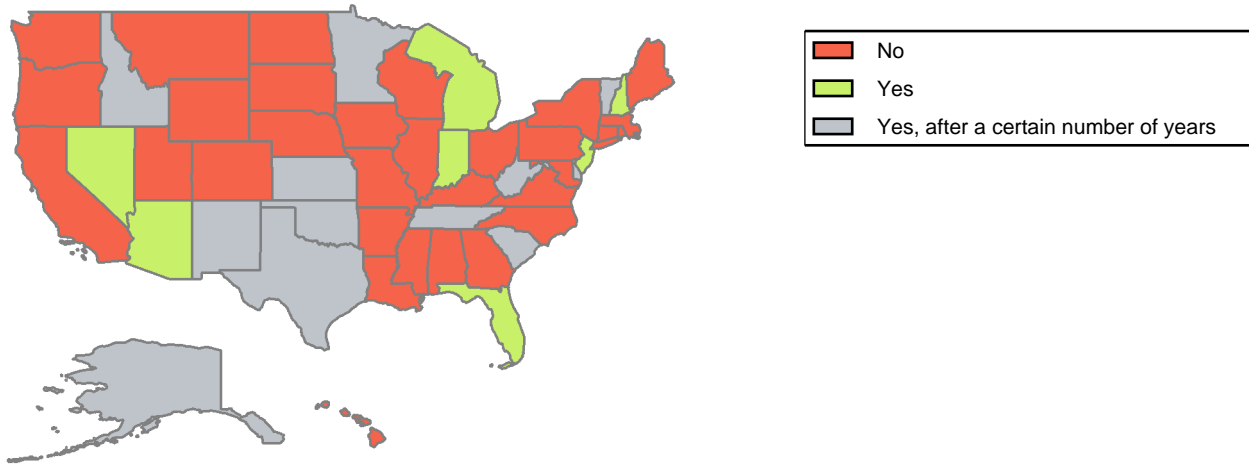 No
Yes
Yes, after a certain number of years